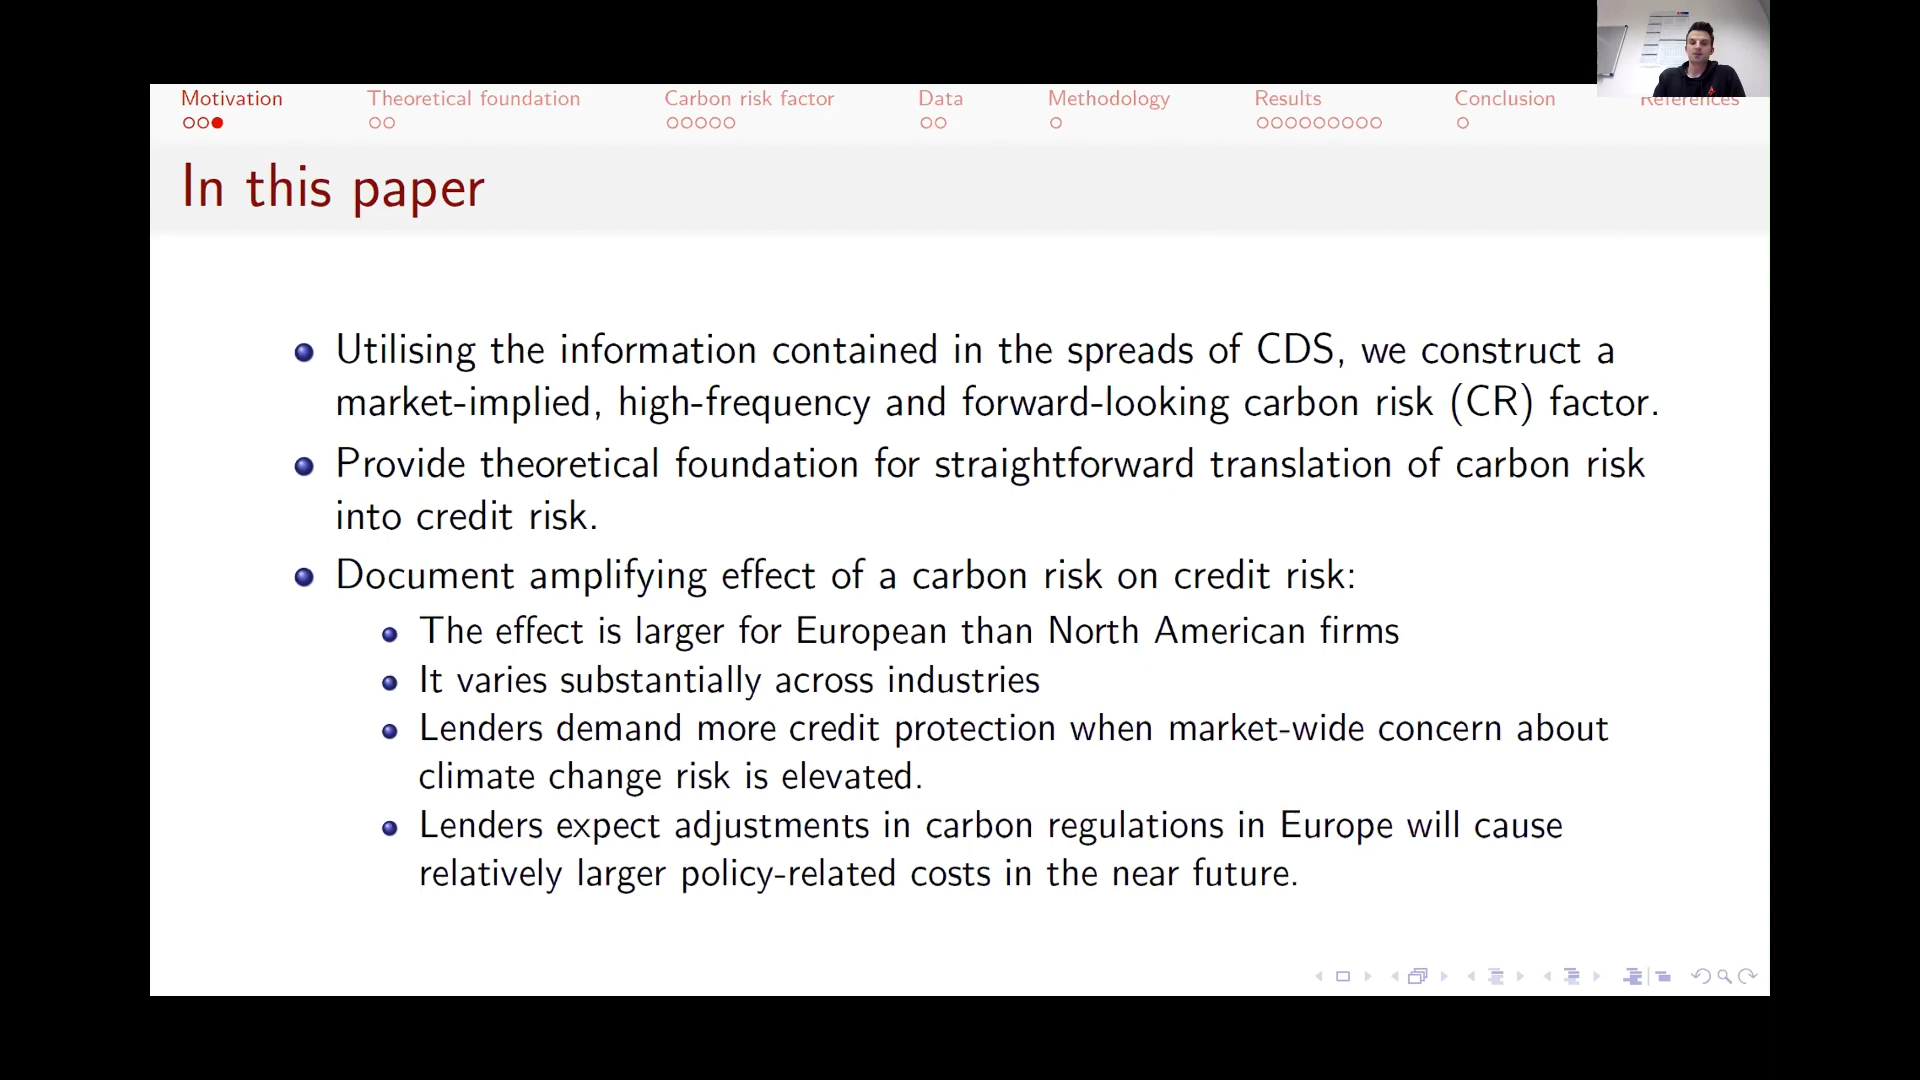 Motivation Theoretical foundation Carbon risk factor Data Methodology Results Conclusion References
In this paper
Utilising the information contained in the spreads of CDS, we construct a
market-implied, high-frequency and forward-looking carbon risk (CR) factor.
Provide theoretical foundation for straightforward translation of carbon risk
into credit risk.
Document amplifying effect of a carbon risk on credit risk:
The effect is larger for European than North American firms
It varies substantially across industries
Lenders demand more credit protection when market-wide concern about
climate change risk is elevated.
Lenders expect adjustments in carbon regulations in Europe will cause
relatively larger policy-related costs in the near future.